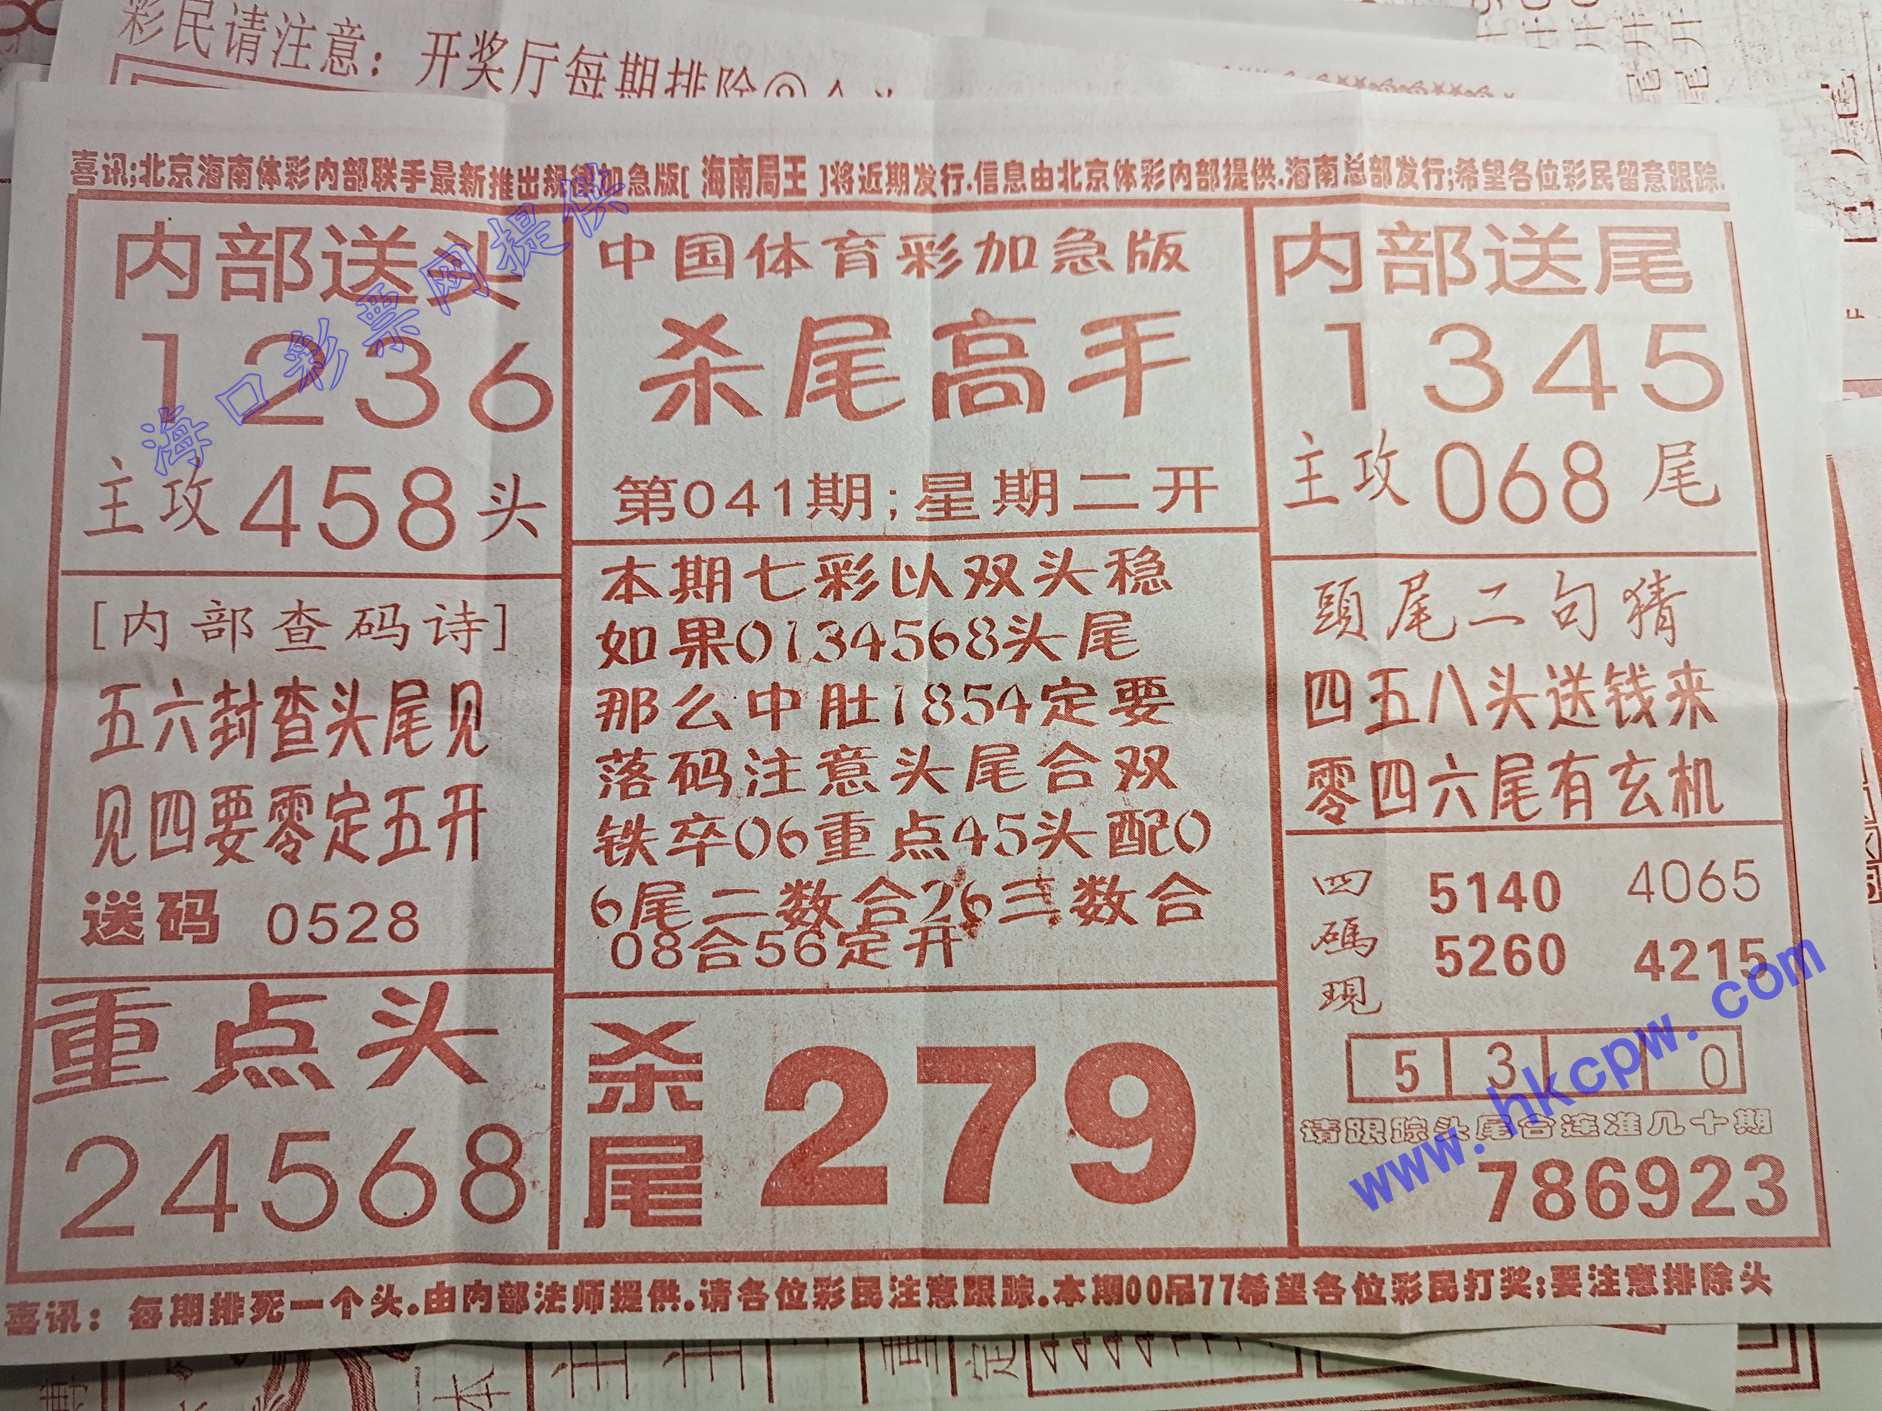 彩民请注意：开奖厅每期排除
喜讯;北京海南体彩内部联手最新推出加急版[ 海南局王 ]将近期发行.信息由北京体彩内部提供.海南总部发行;希望各位彩民留意跟踪.
内部送头
1236
主攻458头
[内部查码诗]
五六封查头尾见
见四要零定五开
送码 0528
重点头
24568
中国体育彩加急版
杀尾高手
第041期;星期二开
本期七彩以双头稳
如果0134568头尾
那么中肚1854定要
落码注意头尾合双
铁卒06重点45头配0
6尾二数合26三数合
08合56定开
杀尾 279
内部送尾
1345
主攻068尾
頭尾二句猜
四五八头送钱来
零四六尾有玄机
四碼現
5140 4065
5260 4215
5 3 0
请跟踪头尾合连准几十期
786923
喜讯：每期排死一个头.由内部法师提供.请各位彩民注意跟踪.本期00吊77希望各位彩民打奖;要注意排除头
海口彩票网提供
www.hkcpw.com